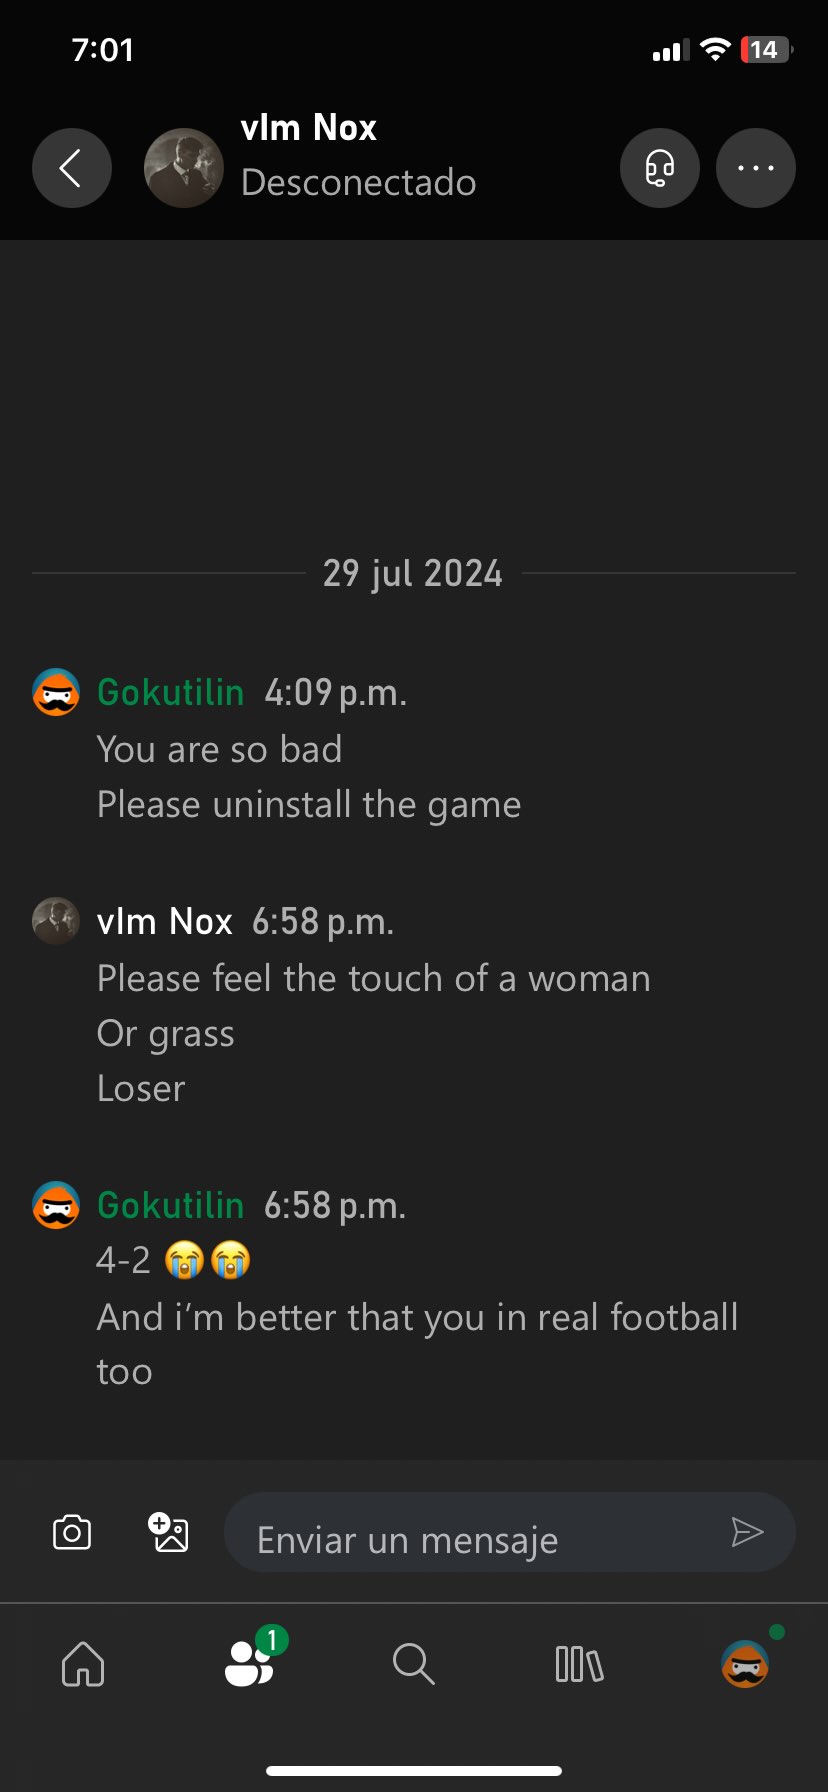 7:01
14
vlm Nox
Desconectado
29 jul 2024
Gokutilin 4:09 p.m.
You are so bad
Please uninstall the game
vlm Nox 6:58 p.m.
Please feel the touch of a woman
Or grass
Loser
Gokutilin 6:58 p.m.
4-2 😭😭
And i’m better that you in real football
too
Enviar un mensaje
1